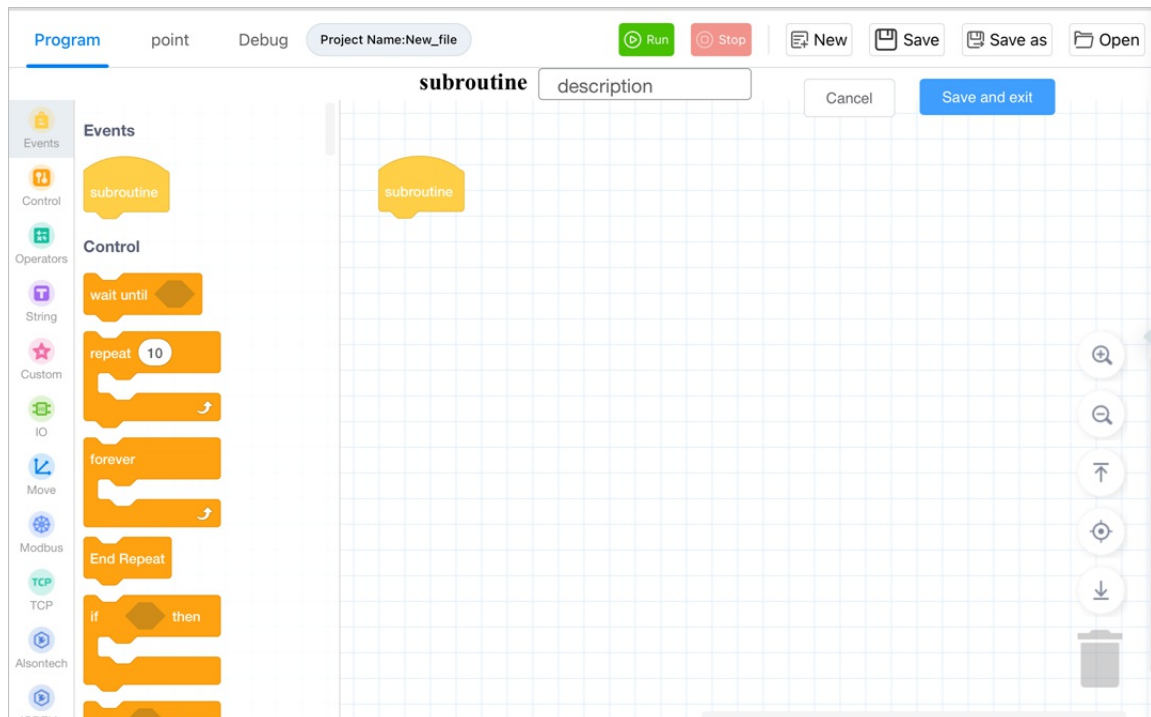 Program point Debug Project Name:New_file Run Stop New Save Save as Open
subroutine description Cancel Save and exit
Events
Control
Operators
String
Custom
IO
Move
Modbus
TCP
TCP
Alsontech
Events
subroutine
Control
wait until
repeat 10
forever
End Repeat
if then
subroutine